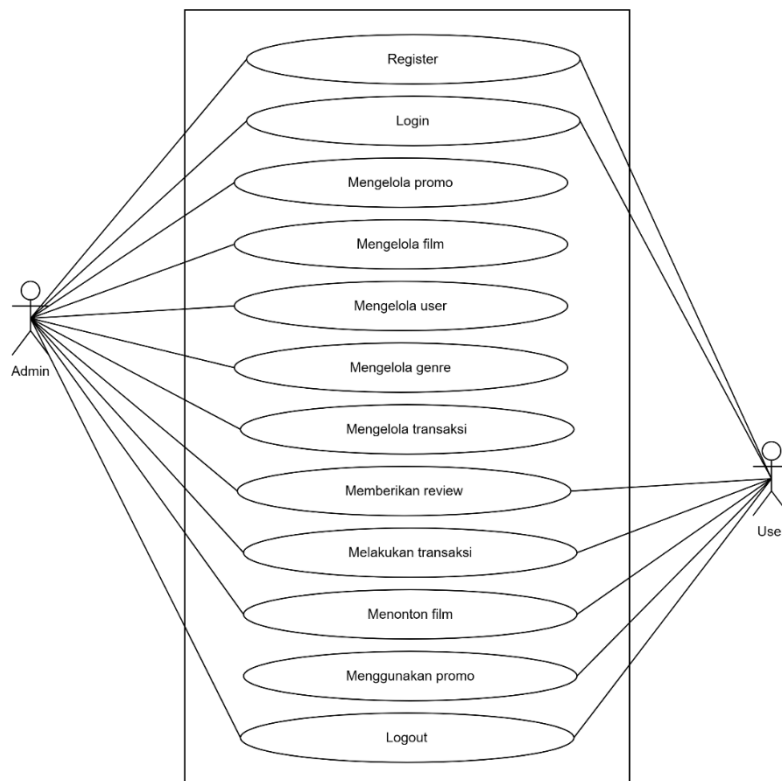 Register
Login
Mengelola promo
Mengelola film
Mengelola user
Admin
Mengelola genre
Mengelola transaksi
Memberikan review
Use
Melakukan transaksi
Menonton film
Menggunakan promo
Logout